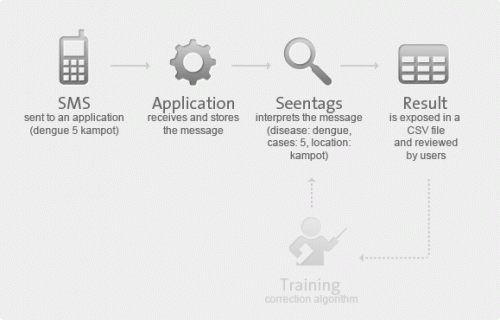 SMS
sent to an application
(dengue 5 kampot)
Application
receives and stores
the message
Seentags
interprets the message
(disease: dengue,
cases: 5, location:
kampot)
Result
is exposed in a
CSV file
and reviewed
by users
Training
correction algorithm